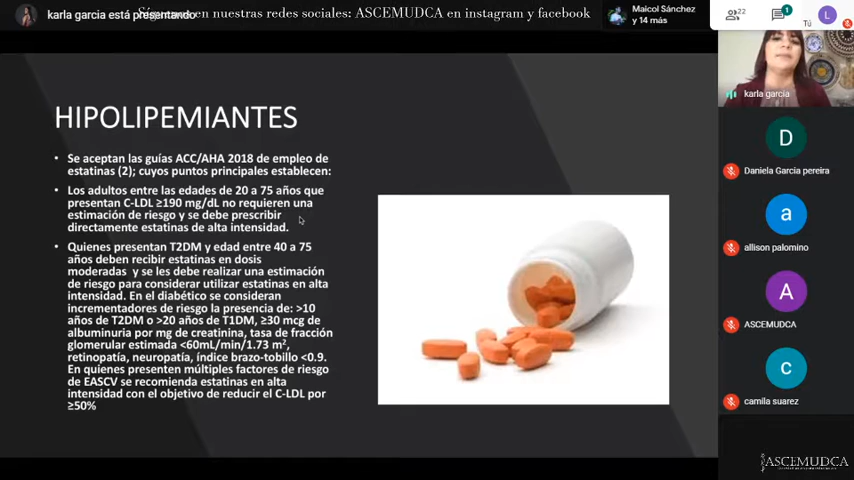 karla garcia está presentando
Síganos en nuestras redes sociales: ASCEMUDCA en instagram y facebook
Maicol Sánchez
y 14 más
22
1
Tú
L
karla garcia
HIPOLIPEMIANTES
• Se aceptan las guías ACC/AHA 2018 de empleo de
estatinas (2); cuyos puntos principales establecen:
• Los adultos entre las edades de 20 a 75 años que
presentan C-LDL ≥190 mg/dL no requieren una
estimación de riesgo y se debe prescribir
directamente estatinas de alta intensidad.
• Quienes presentan T2DM y edad entre 40 a 75
años deben recibir estatinas en dosis
moderadas y se les debe realizar una estimación
de riesgo para considerar utilizar estatinas en alta
intensidad. En el diabético se consideran
incrementadores de riesgo la presencia de: >10
años de T2DM o >20 años de T1DM, ≥30 mcg de
albuminuria por mg de creatinina, tasa de fracción
glomerular estimada <60mL/min/1.73 m²,
retinopatía, neuropatía, índice brazo-tobillo <0.9.
En quienes presentan múltiples factores de riesgo
de EASCV se recomienda estatinas en alta
intensidad con el objetivo de reducir el C-LDL por
≥50%
D
Daniela Garcia pereira
a
allison palomino
A
ASCEMUDCA
c
camila suarez
ASCEMUDCA